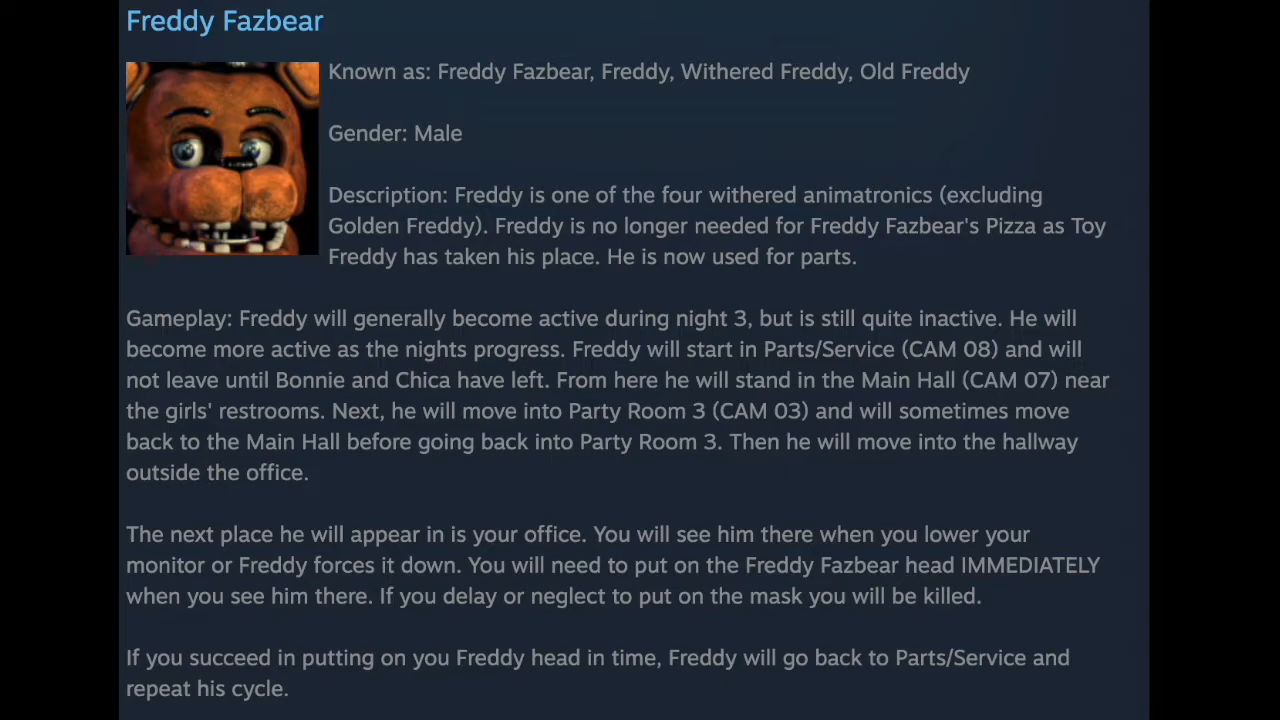 Freddy Fazbear
Known as: Freddy Fazbear, Freddy, Withered Freddy, Old Freddy
Gender: Male
Description: Freddy is one of the four withered animatronics (excluding
Golden Freddy). Freddy is no longer needed for Freddy Fazbear's Pizza as Toy
Freddy has taken his place. He is now used for parts.
Gameplay: Freddy will generally become active during night 3, but is still quite inactive. He will
become more active as the nights progress. Freddy will start in Parts/Service (CAM 08) and will
not leave until Bonnie and Chica have left. From here he will stand in the Main Hall (CAM 07) near
the girls' restrooms. Next, he will move into Party Room 3 (CAM 03) and will sometimes move
back to the Main Hall before going back into Party Room 3. Then he will move into the hallway
outside the office.
The next place he will appear in is your office. You will see him there when you lower your
monitor or Freddy forces it down. You will need to put on the Freddy Fazbear head IMMEDIATELY
when you see him there. If you delay or neglect to put on the mask you will be killed.
If you succeed in putting on you Freddy head in time, Freddy will go back to Parts/Service and
repeat his cycle.